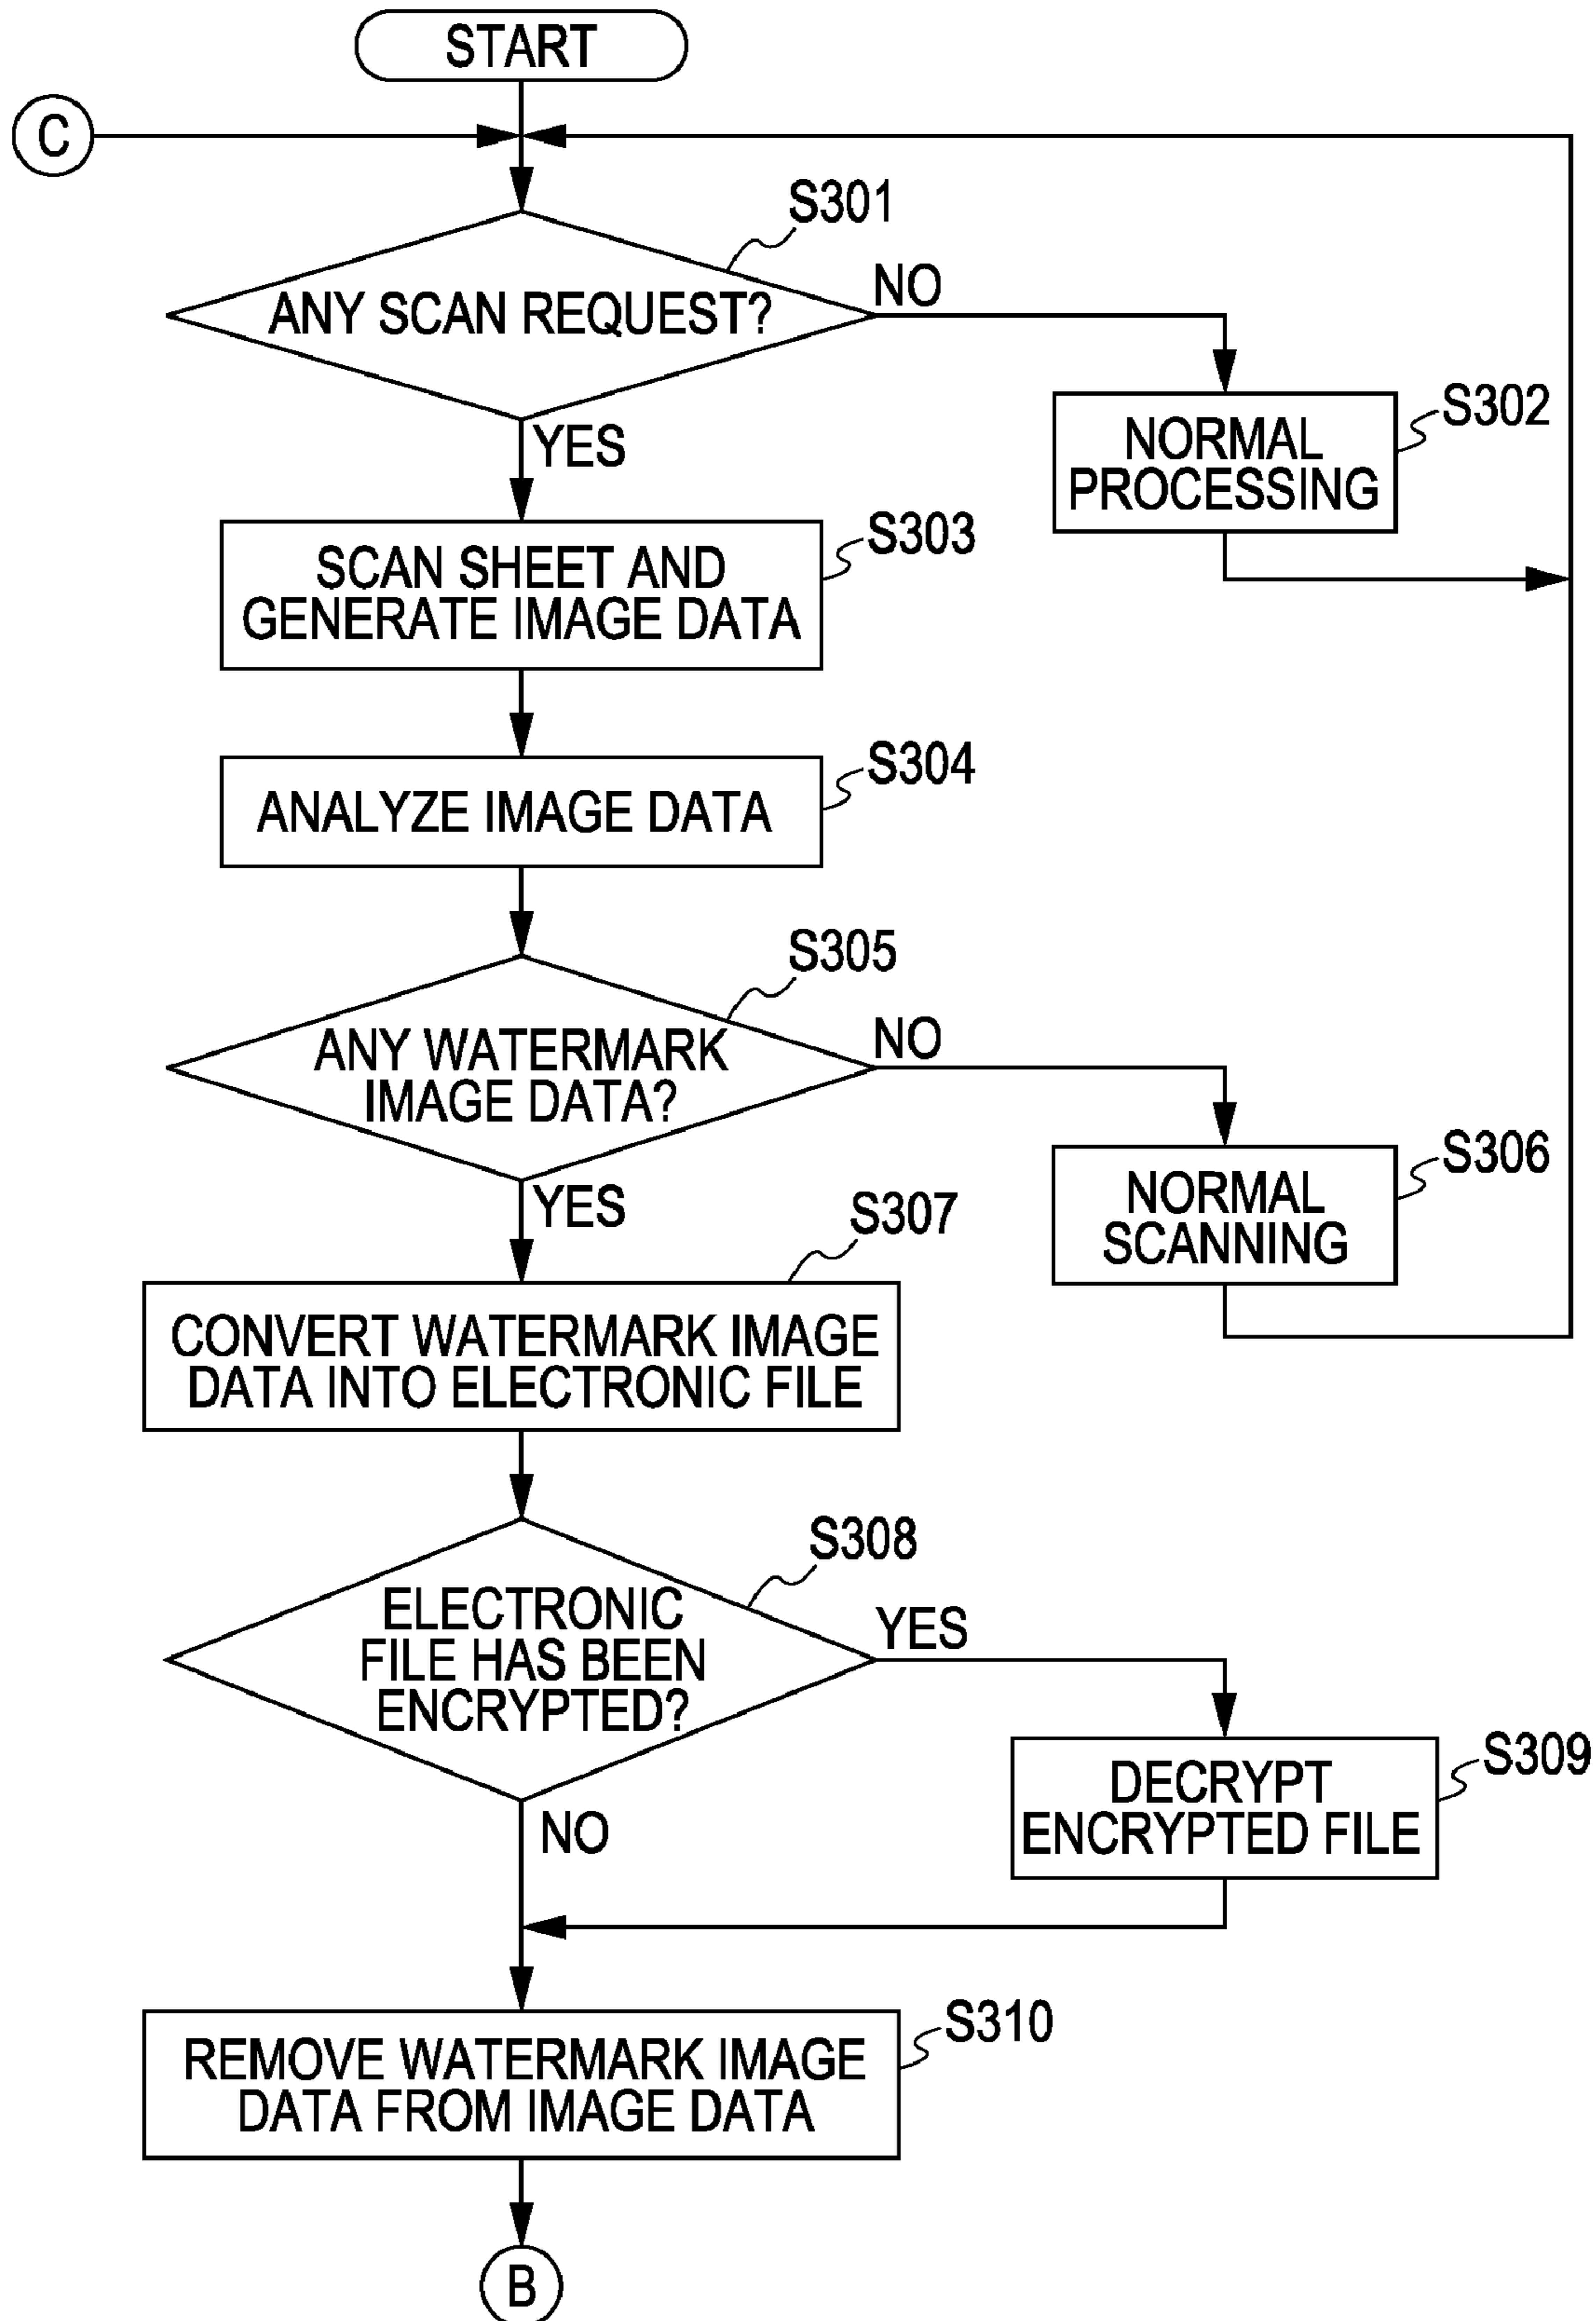 START
C
S301
ANY SCAN REQUEST?
NO
S302
NORMAL
PROCESSING
YES
S303
SCAN SHEET AND
GENERATE IMAGE DATA
S304
ANALYZE IMAGE DATA
S305
ANY WATERMARK
IMAGE DATA?
NO
S306
NORMAL
SCANNING
YES
S307
CONVERT WATERMARK IMAGE
DATA INTO ELECTRONIC FILE
S308
ELECTRONIC
FILE HAS BEEN
ENCRYPTED?
YES
S309
DECRYPT
ENCRYPTED FILE
NO
S310
REMOVE WATERMARK IMAGE
DATA FROM IMAGE DATA
B